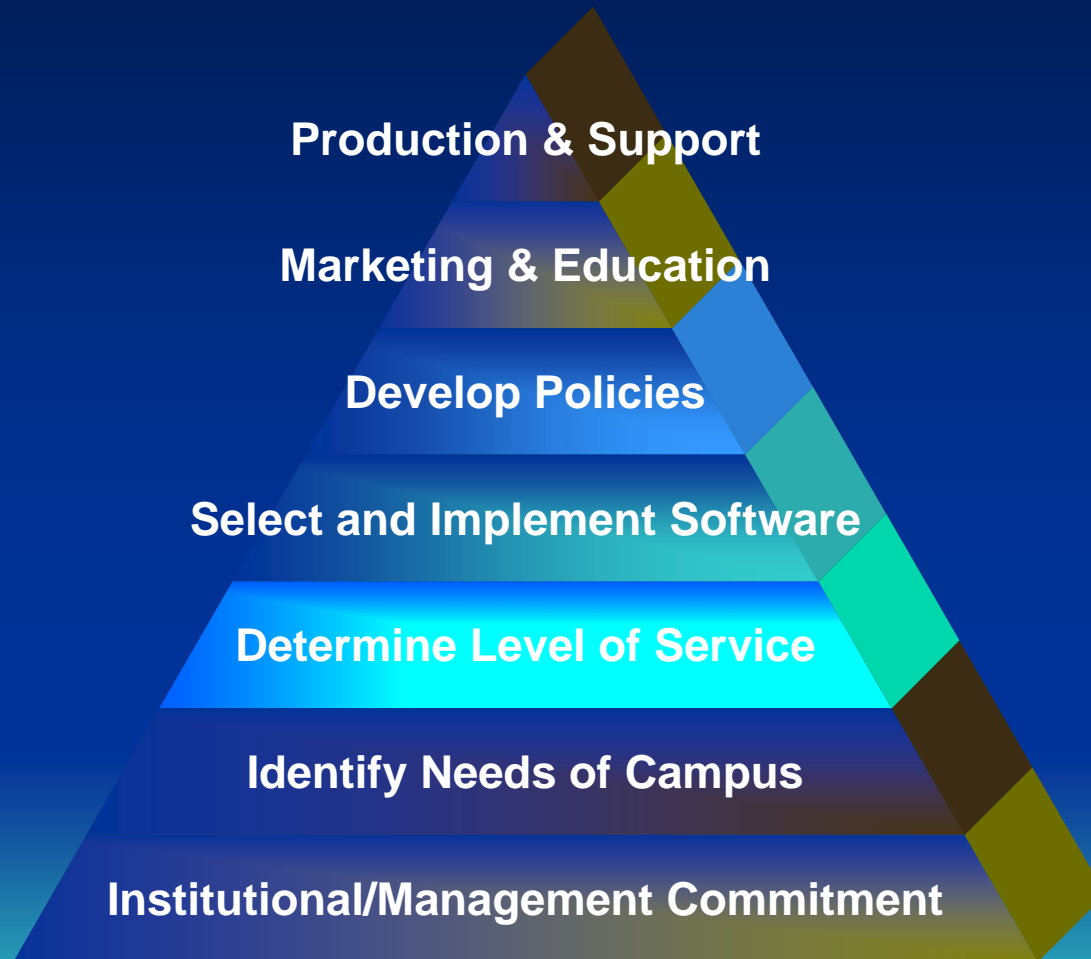 Production & Support
Marketing & Education
Develop Policies
Select and Implement Software
Determine Level of Service
Identify Needs of Campus
Institutional/Management Commitment